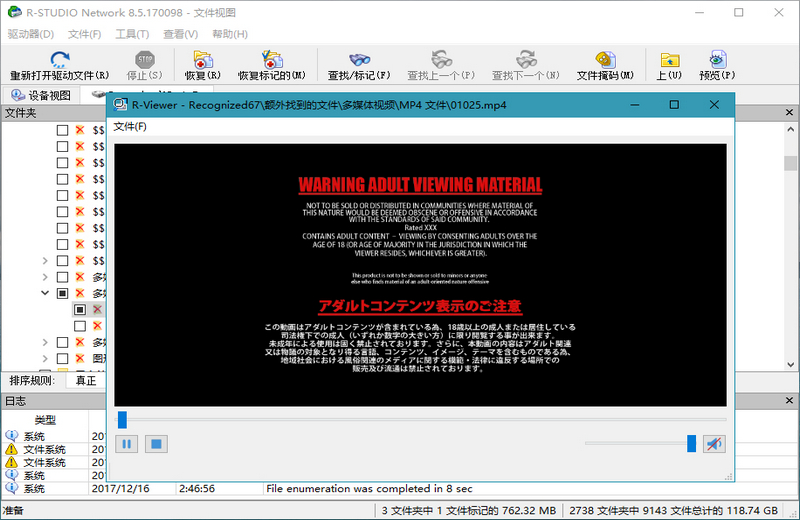 R-STUDIO Network 8.5.170098 - 文件视图
驱动器(D) 文件(F) 工具(T) 查看(V) 帮助(H)
STOP
重新打开驱动文件(R) 停止(S) 恢复(R) 恢复标记的(M) 查找/标记(F) 查找上一个(P) 查找下一个(N) 文件掩码(M) 上(U) 预览(P)
设备视图
文件夹
R-Viewer - Recognized67\额外找到的文件\多媒体视频\MP4 文件\01025.mp4
文件(F)
$$
$$
$$
$$
$$
$$
$$
$$
$$
多媒
多媒
多媒
图形
WARNING ADULT VIEWING MATERIAL
NOT TO BE SOLD OR DISTRIBUTED IN COMMUNITIES WHERE MATERIAL OF
THIS NATURE WOULD BE DEEMED OBSCENE OR OFFENSIVE IN ACCORDANCE
WITH THE STANDARDS OF SAID COMMUNITY.
Rated XXX
CONTAINS ADULT CONTENT – VIEWING BY CONSENTING ADULTS OVER THE
AGE OF 18 (OR AGE OF MAJORITY IN THE JURISDICTION IN WHICH THE
VIEWER RESIDES, WHICHEVER IS GREATER).
This product is not to be shown or sold to minors or anyone
else who finds material of an adult-oriented nature offensive
アダルトコンテンツ表示のご注意
この動画はアダルトコンテンツが含まれている為、18歳以上の成人または居住している
司法権下での成人（いずれか数字の大きい方）に限り閲覧する事が出来ます。
未成年による使用は固く禁止されております。さらに、本動画の内容はアダルト関連
又は物議の対象となり得る言語、コンテンツ、イメージ、テーマを含むものである為、
地域社会における風俗関連のメディアに関する模範・法律に違反する場所での
販売及び流通は禁止されております。
排序规则: 真正
日志
类型
系统 201
文件系统 201
文件系统 201
系统 201
系统 2017/12/16 2:46:56 File enumeration was completed in 8 sec
准备 3 文件夹中 1 文件标记的 762.32 MB 2738 文件夹中 9143 文件总计的 118.74 GB